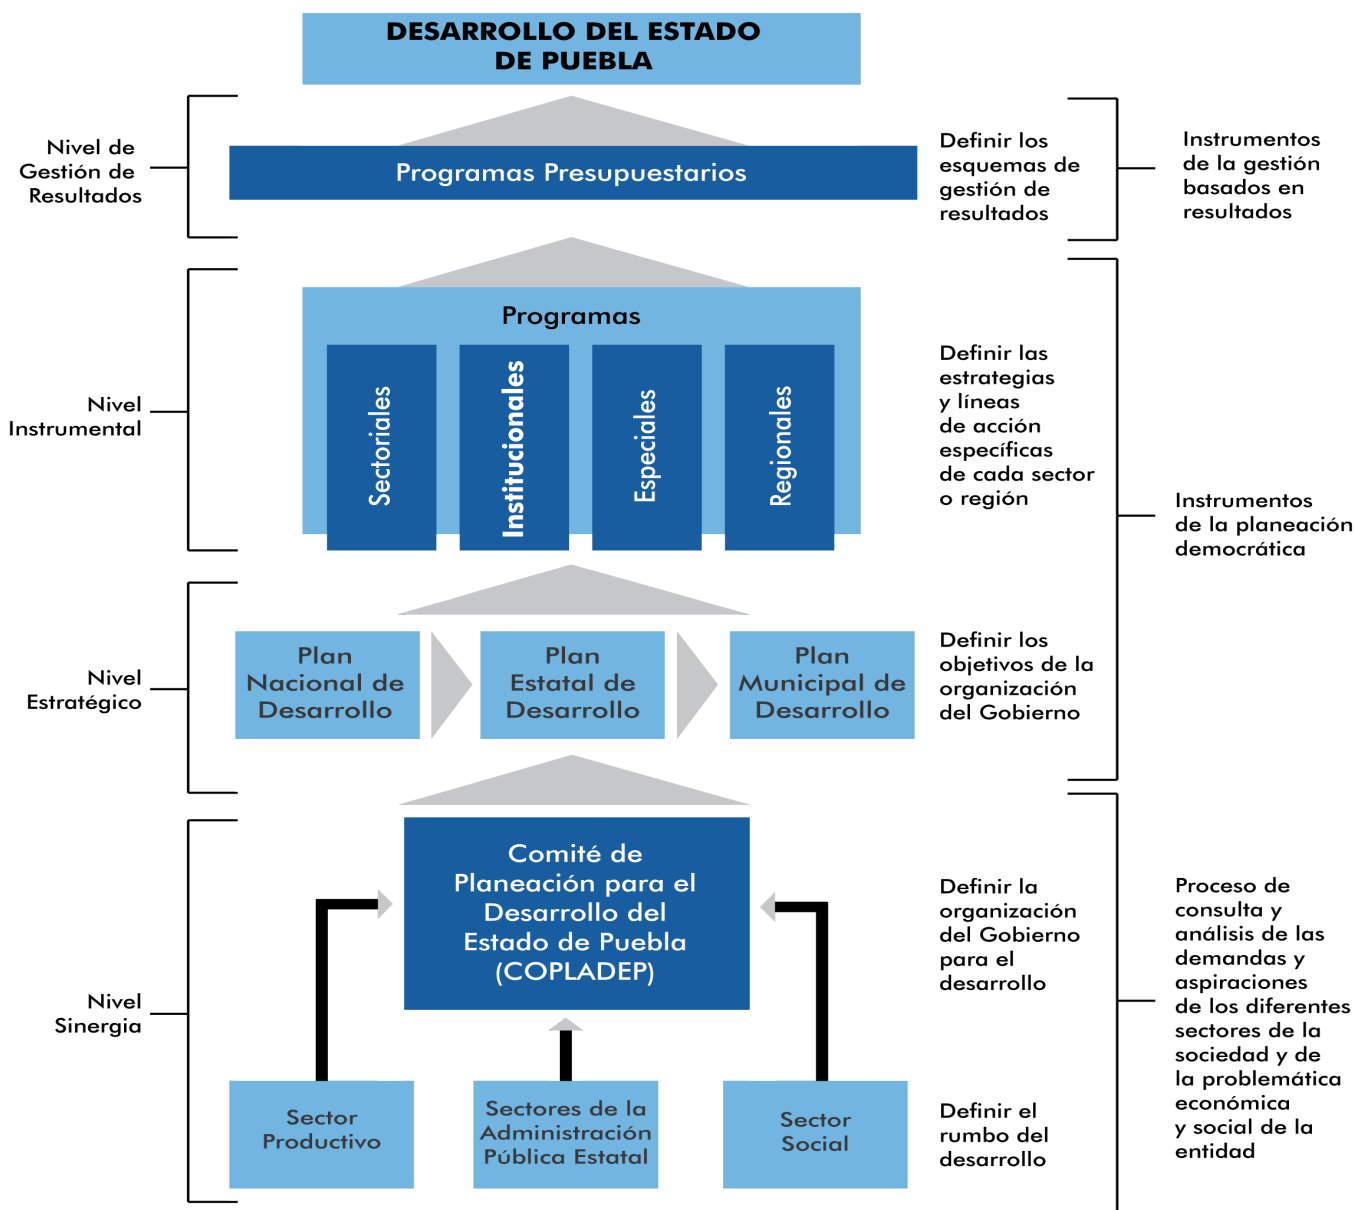 DESARROLLO DEL ESTADO
DE PUEBLA
Nivel de
Gestión de
Resultados
Programas Presupuestarios
Definir los
esquemas de
gestión de
resultados
Instrumentos
de la gestión
basados en
resultados
Nivel
Instrumental
Programas
Sectoriales
Institucionales
Especiales
Regionales
Definir las
estrategias
y líneas
de acción
específicas
de cada sector
o región
Instrumentos
de la planeación
democrática
Nivel
Estratégico
Plan
Nacional de
Desarrollo
Plan
Estatal de
Desarrollo
Plan
Municipal de
Desarrollo
Definir los
objetivos de la
organización
del Gobierno
Nivel
Sinergia
Comité de
Planeación para el
Desarrollo del
Estado de Puebla
(COPLADEP)
Definir la
organización
del Gobierno
para el
desarrollo
Proceso de
consulta y
análisis de las
demandas y
aspiraciones
de los diferentes
sectores de la
sociedad y de
la problemática
económica
y social de la
entidad
Sector
Productivo
Sectores de la
Administración
Pública Estatal
Sector
Social
Definir el
rumbo del
desarrollo